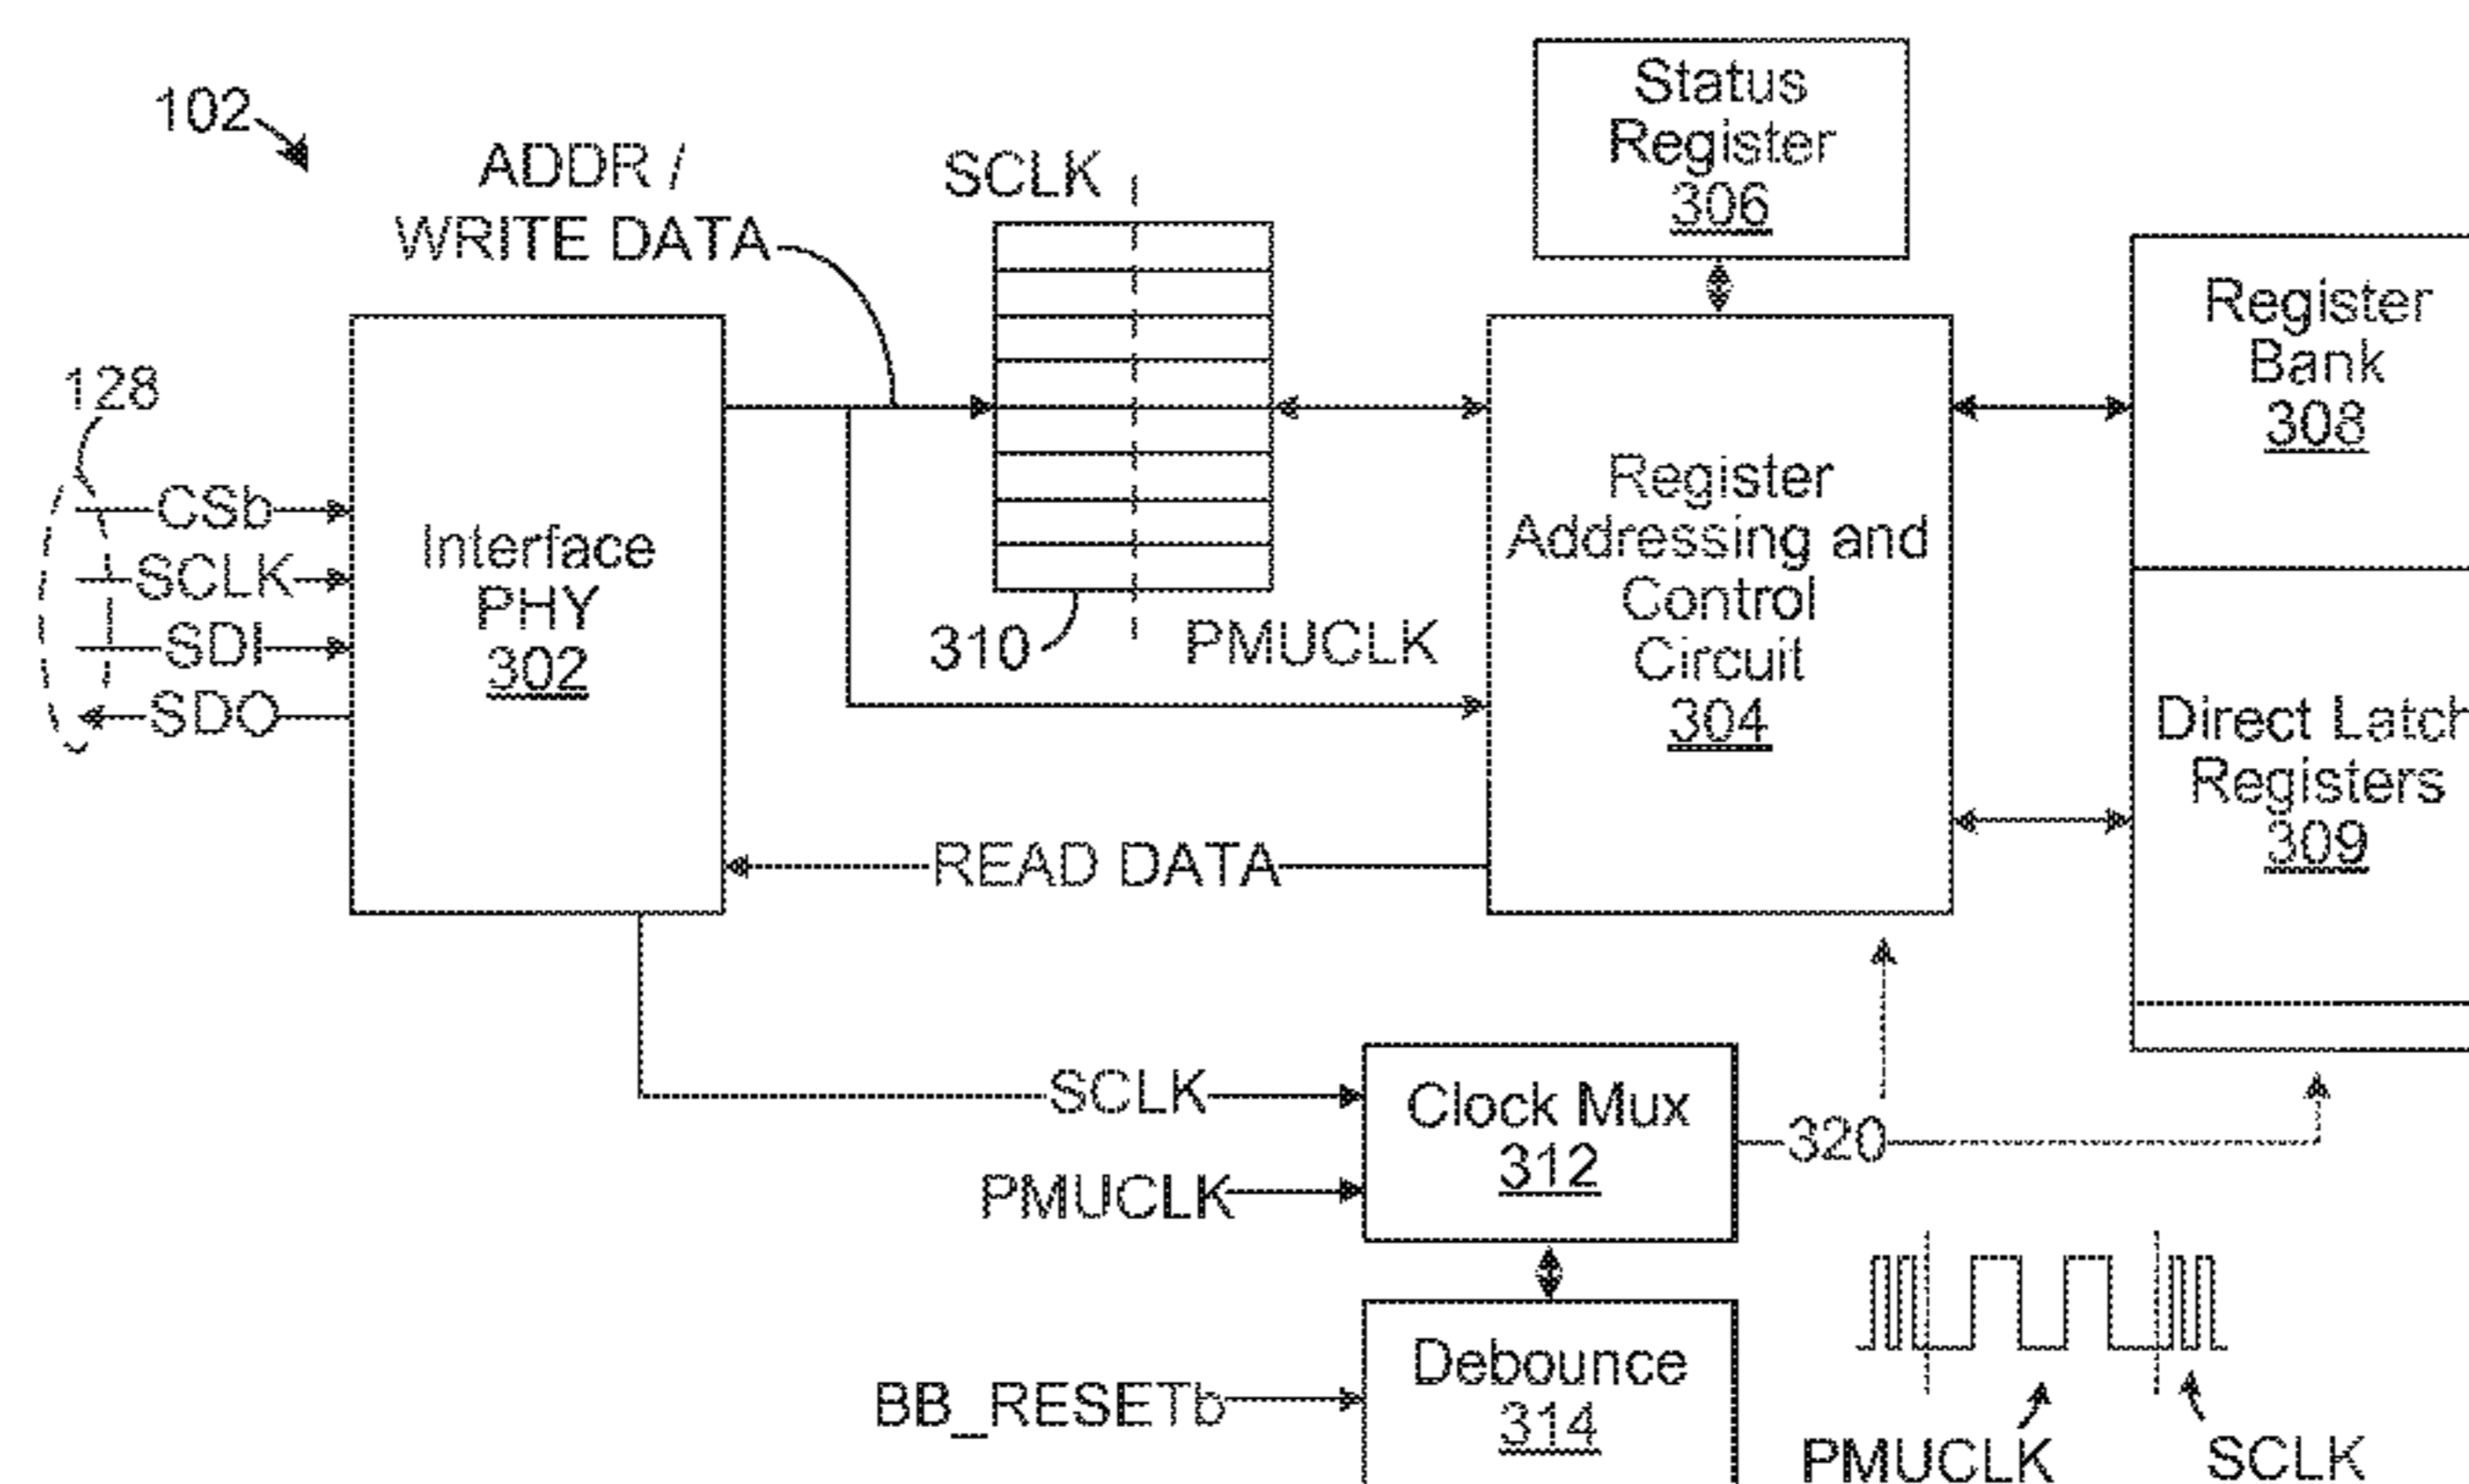 102
ADDR /
WRITE DATA
SCLK
Status
Register
306
Register
Bank
308
128
CSb
SCLK
SDI
SDO
Interface
PHY
302
310
PMUCLK
Register
Addressing and
Control
Circuit
304
Direct Latch
Registers
309
READ DATA
SCLK
PMUCLK
Clock Mux
312
320
BB_RESETb
Debounce
314
PMUCLK
SCLK